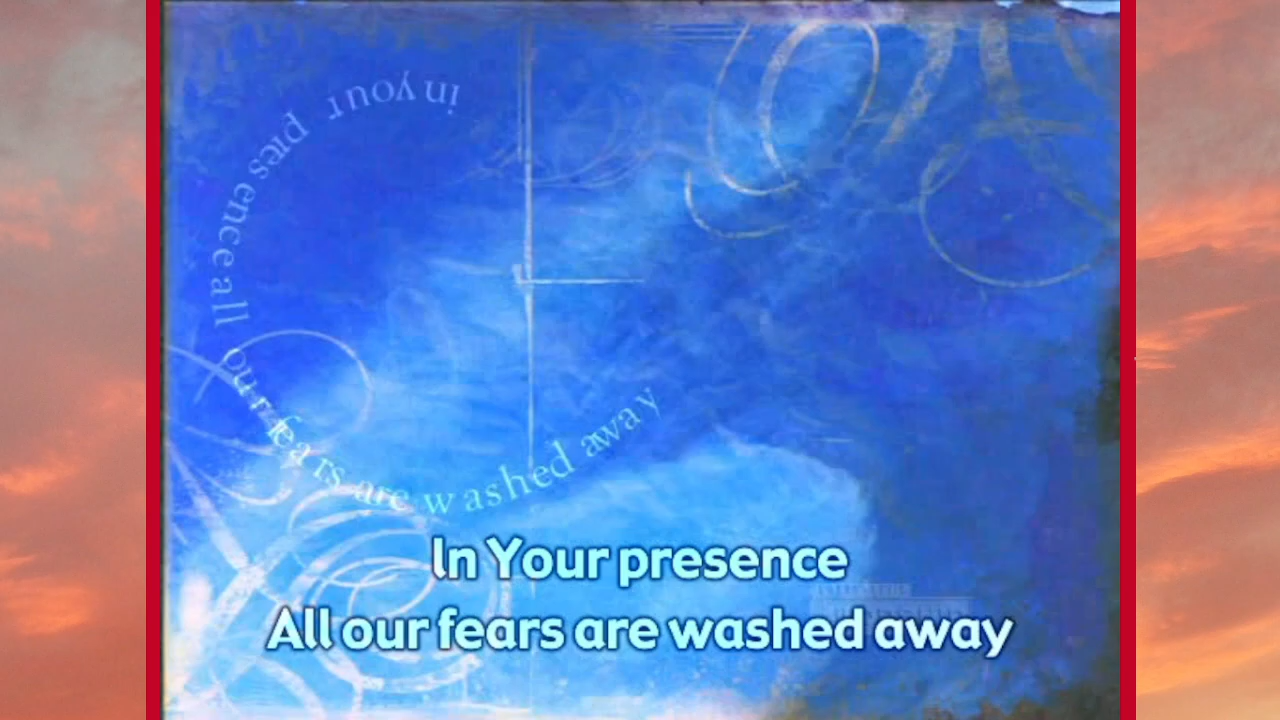 in your presence all our fears are washed away
In Your presence
All our fears are washed away